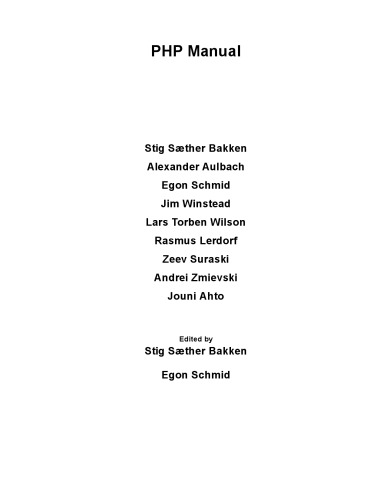 PHP Manual
Stig Sæther Bakken
Alexander Aulbach
Egon Schmid
Jim Winstead
Lars Torben Wilson
Rasmus Lerdorf
Zeev Suraski
Andrei Zmievski
Jouni Ahto
Edited by
Stig Sæther Bakken
Egon Schmid